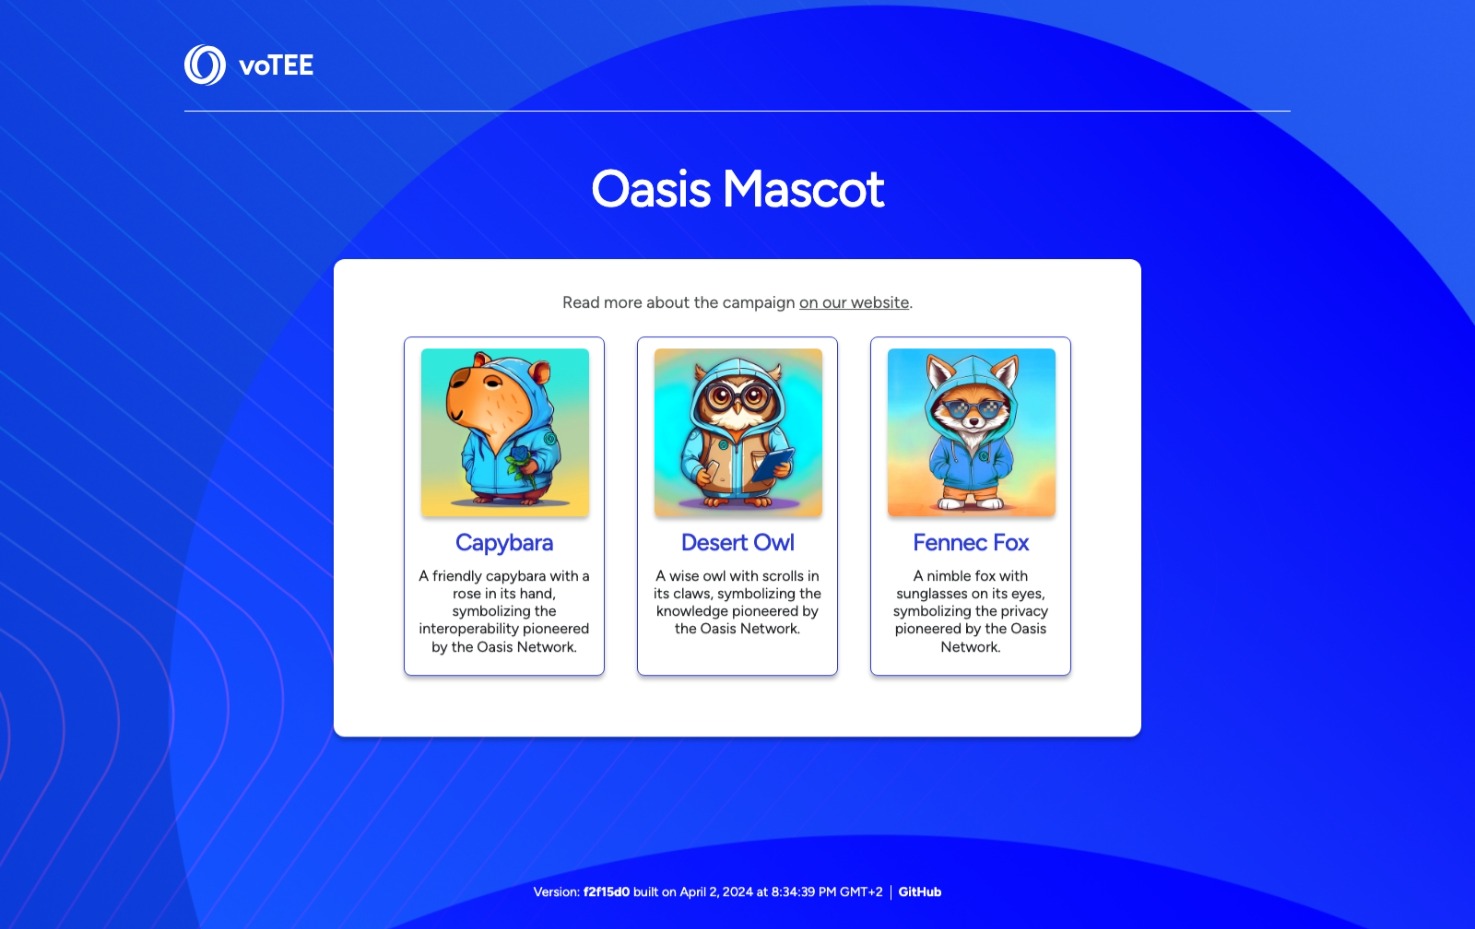 voTEE
Oasis Mascot
Read more about the campaign on our website.
Capybara
A friendly capybara with a
rose in its hand,
symbolizing the
interoperability pioneered
by the Oasis Network.
Desert Owl
A wise owl with scrolls in
its claws, symbolizing the
knowledge pioneered by
the Oasis Network.
Fennec Fox
A nimble fox with
sunglasses on its eyes,
symbolizing the privacy
pioneered by the Oasis
Network.
Version: f2f15d0 built on April 2, 2024 at 8:34:39 PM GMT+2 | GitHub